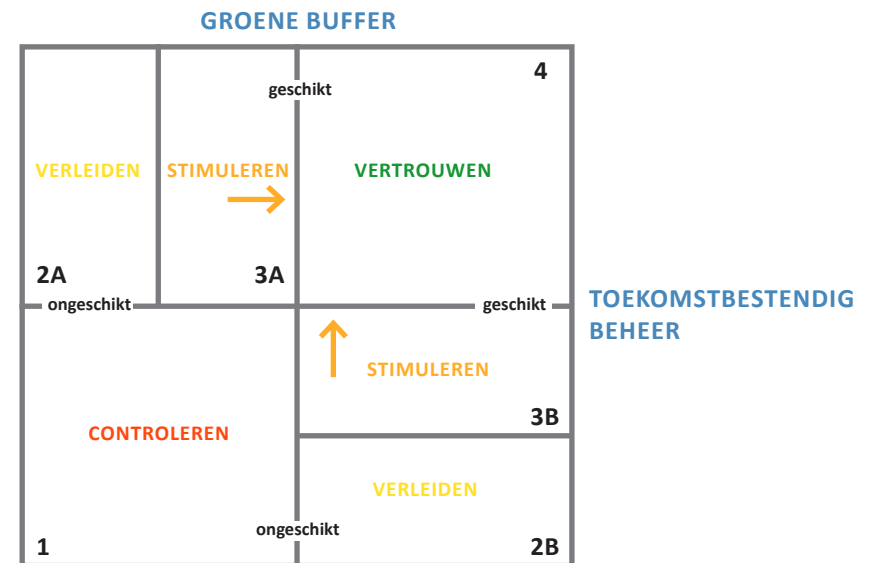 GROENE BUFFER
4
geschikt
VERLEIDEN
STIMULEREN
VERTROUWEN
2A
3A
ongeschikt
geschikt
TOEKOMSTBESTENDIG
BEHEER
STIMULEREN
3B
CONTROLEREN
VERLEIDEN
ongeschikt
1
2B